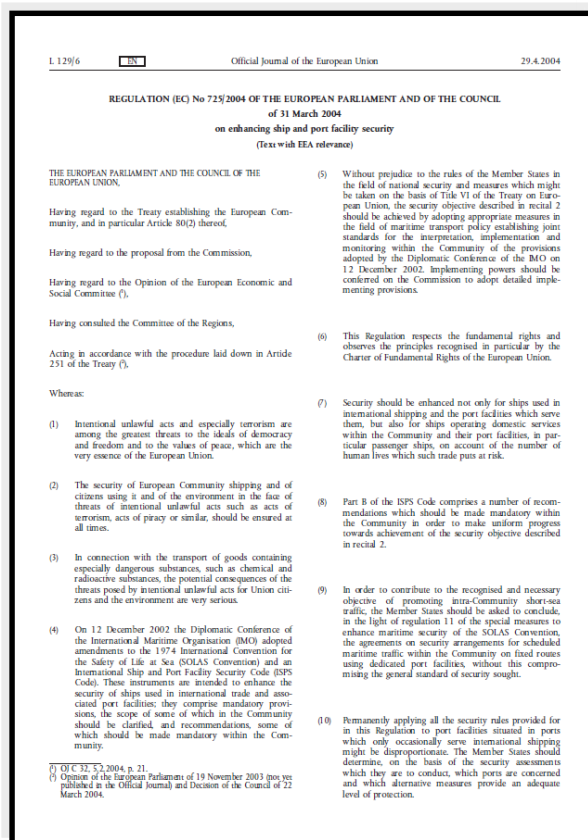 L 129/6
EN
Official Journal of the European Union
29.4.2004
REGULATION (EC) No 725/2004 OF THE EUROPEAN PARLIAMENT AND OF THE COUNCIL
of 31 March 2004
on enhancing ship and port facility security
(Text with EEA relevance)
THE EUROPEAN PARLIAMENT AND THE COUNCIL OF THE
EUROPEAN UNION,
Having regard to the Treaty establishing the European Com-
munity, and in particular Article 80(2) thereof,
Having regard to the proposal from the Commission,
Having regard to the Opinion of the European Economic and
Social Committee (¹),
Having consulted the Committee of the Regions,
Acting in accordance with the procedure laid down in Article
251 of the Treaty (²),
Whereas:
(1) Intentional unlawful acts and especially terrorism are
among the greatest threats to the ideals of democracy
and freedom and to the values of peace, which are the
very essence of the European Union.
(2) The security of European Community shipping and of
citizens using it and of the environment in the face of
threats of intentional unlawful acts such as acts of
terrorism, acts of piracy or similar, should be ensured at
all times.
(3) In connection with the transport of goods containing
especially dangerous substances, such as chemical and
radioactive substances, the potential consequences of the
threats posed by intentional unlawful acts for Union citi-
zens and the environment are very serious.
(4) On 12 December 2002 the Diplomatic Conference of
the International Maritime Organisation (IMO) adopted
amendments to the 1974 International Convention for
the Safety of Life at Sea (SOLAS Convention) and an
International Ship and Port Facility Security Code (ISPS
Code). These instruments are intended to enhance the
security of ships used in international trade and asso-
ciated port facilities; they comprise mandatory provi-
sions, the scope of some of which in the Community
should be clarified, and recommendations, some of
which should be made mandatory within the Com-
munity.
(¹) OJ C 32, 5.2.2004, p. 21.
(²) Opinion of the European Parliament of 19 November 2003 (not yet
published in the Official Journal) and Decision of the Council of 22
March 2004.
(5) Without prejudice to the rules of the Member States in
the field of national security and measures which might
be taken on the basis of Title VI of the Treaty on Euro-
pean Union, the security objective described in recital 2
should be achieved by adopting appropriate measures in
the field of maritime transport policy establishing joint
standards for the interpretation, implementation and
monitoring within the Community of the provisions
adopted by the Diplomatic Conference of the IMO on
12 December 2002. Implementing powers should be
conferred on the Commission to adopt detailed imple-
menting provisions.
(6) This Regulation respects the fundamental rights and
observes the principles recognised in particular by the
Charter of Fundamental Rights of the European Union.
(7) Security should be enhanced not only for ships used in
international shipping and the port facilities which serve
them, but also for ships operating domestic services
within the Community and their port facilities, in par-
ticular passenger ships, on account of the number of
human lives which such trade puts at risk.
(8) Part B of the ISPS Code comprises a number of recom-
mendations which should be made mandatory within
the Community in order to make uniform progress
towards achievement of the security objective described
in recital 2.
(9) In order to contribute to the recognised and necessary
objective of promoting intra-Community short-sea
traffic, the Member States should be asked to conclude,
in the light of regulation 11 of the special measures to
enhance maritime security of the SOLAS Convention,
the agreements on security arrangements for scheduled
maritime traffic within the Community on fixed routes
using dedicated port facilities, without this compro-
mising the general standard of security sought.
(10) Permanently applying all the security rules provided for
in this Regulation to port facilities situated in ports
which only occasionally serve international shipping
might be disproportionate. The Member States should
determine, on the basis of the security assessments
which they are to conduct, which ports are concerned
and which alternative measures provide an adequate
level of protection.